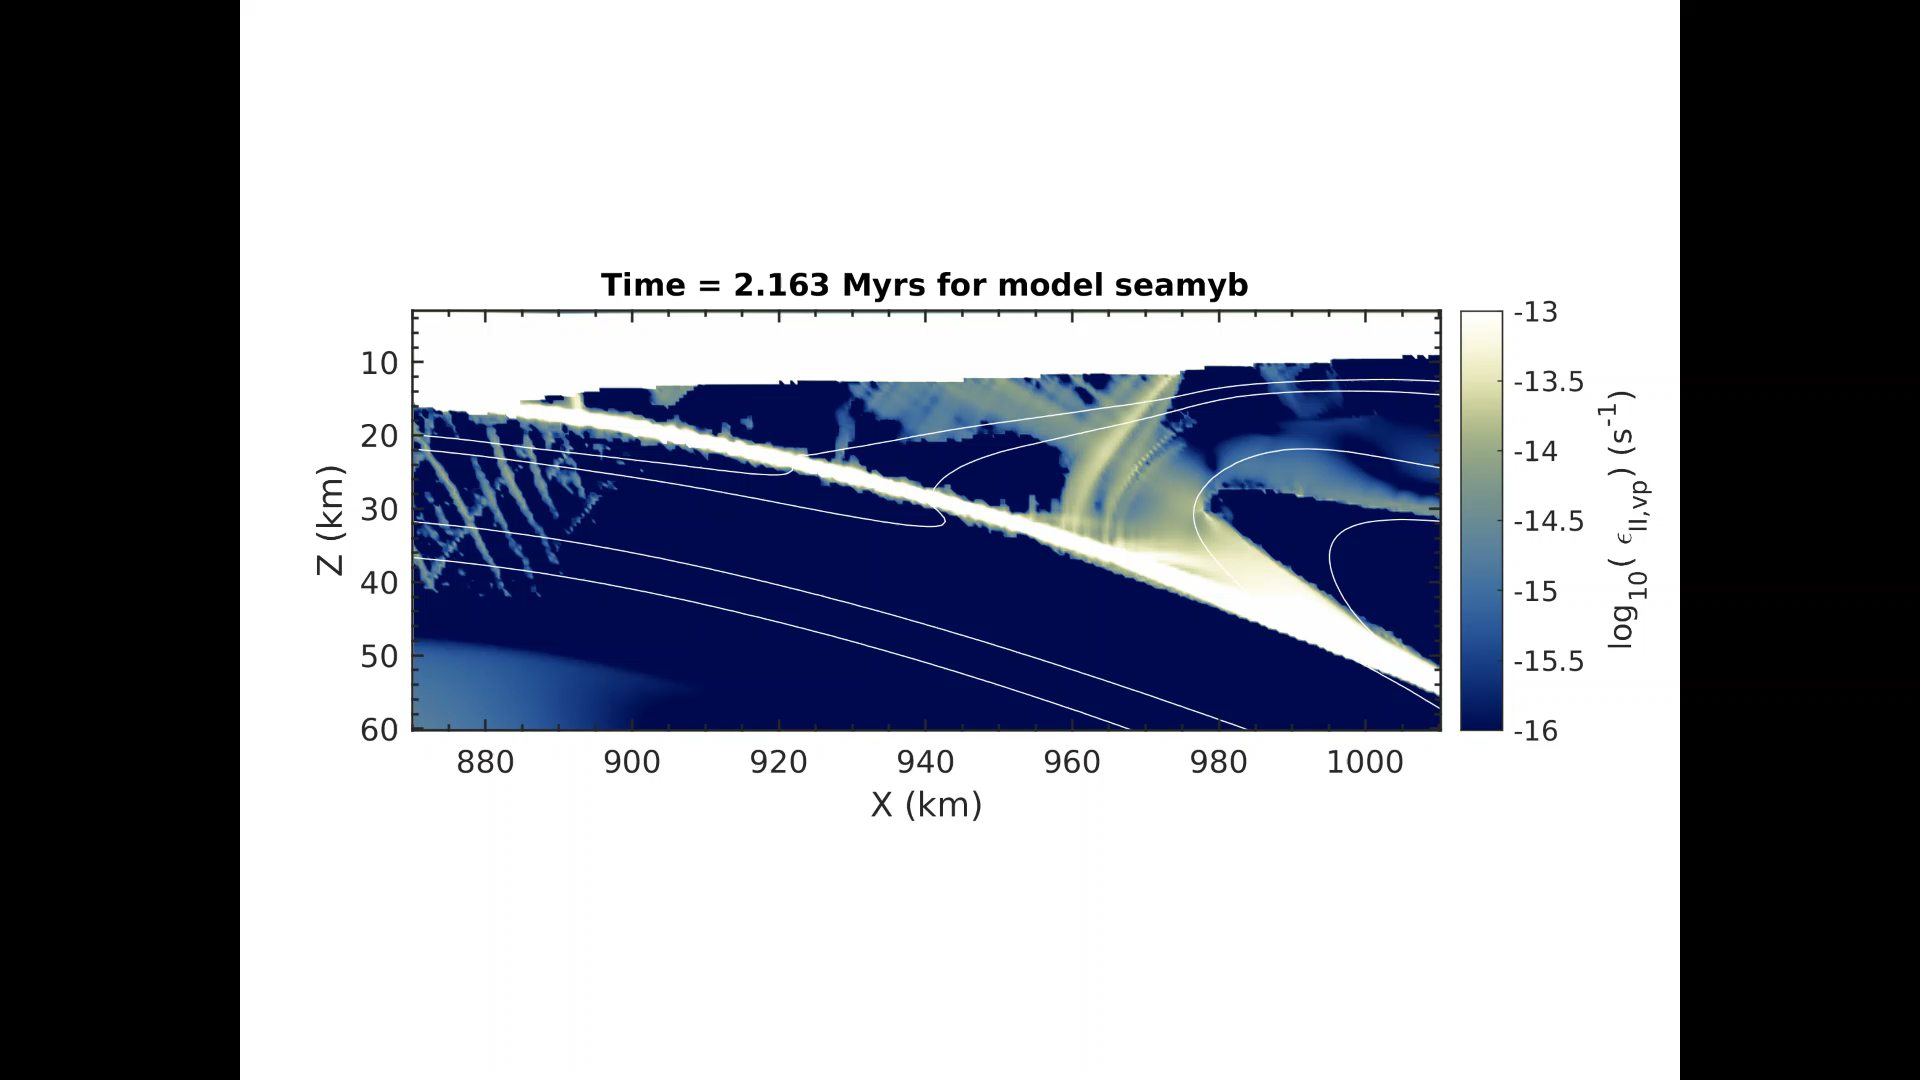 Time = 2.163 Myrs for model seamyb
10
20
30
40
50
60
Z (km)
880 900 920 940 960 980 1000
X (km)
-13
-13.5
-14
-14.5
-15
-15.5
-16
log10( ϵII,vp) (s-1)